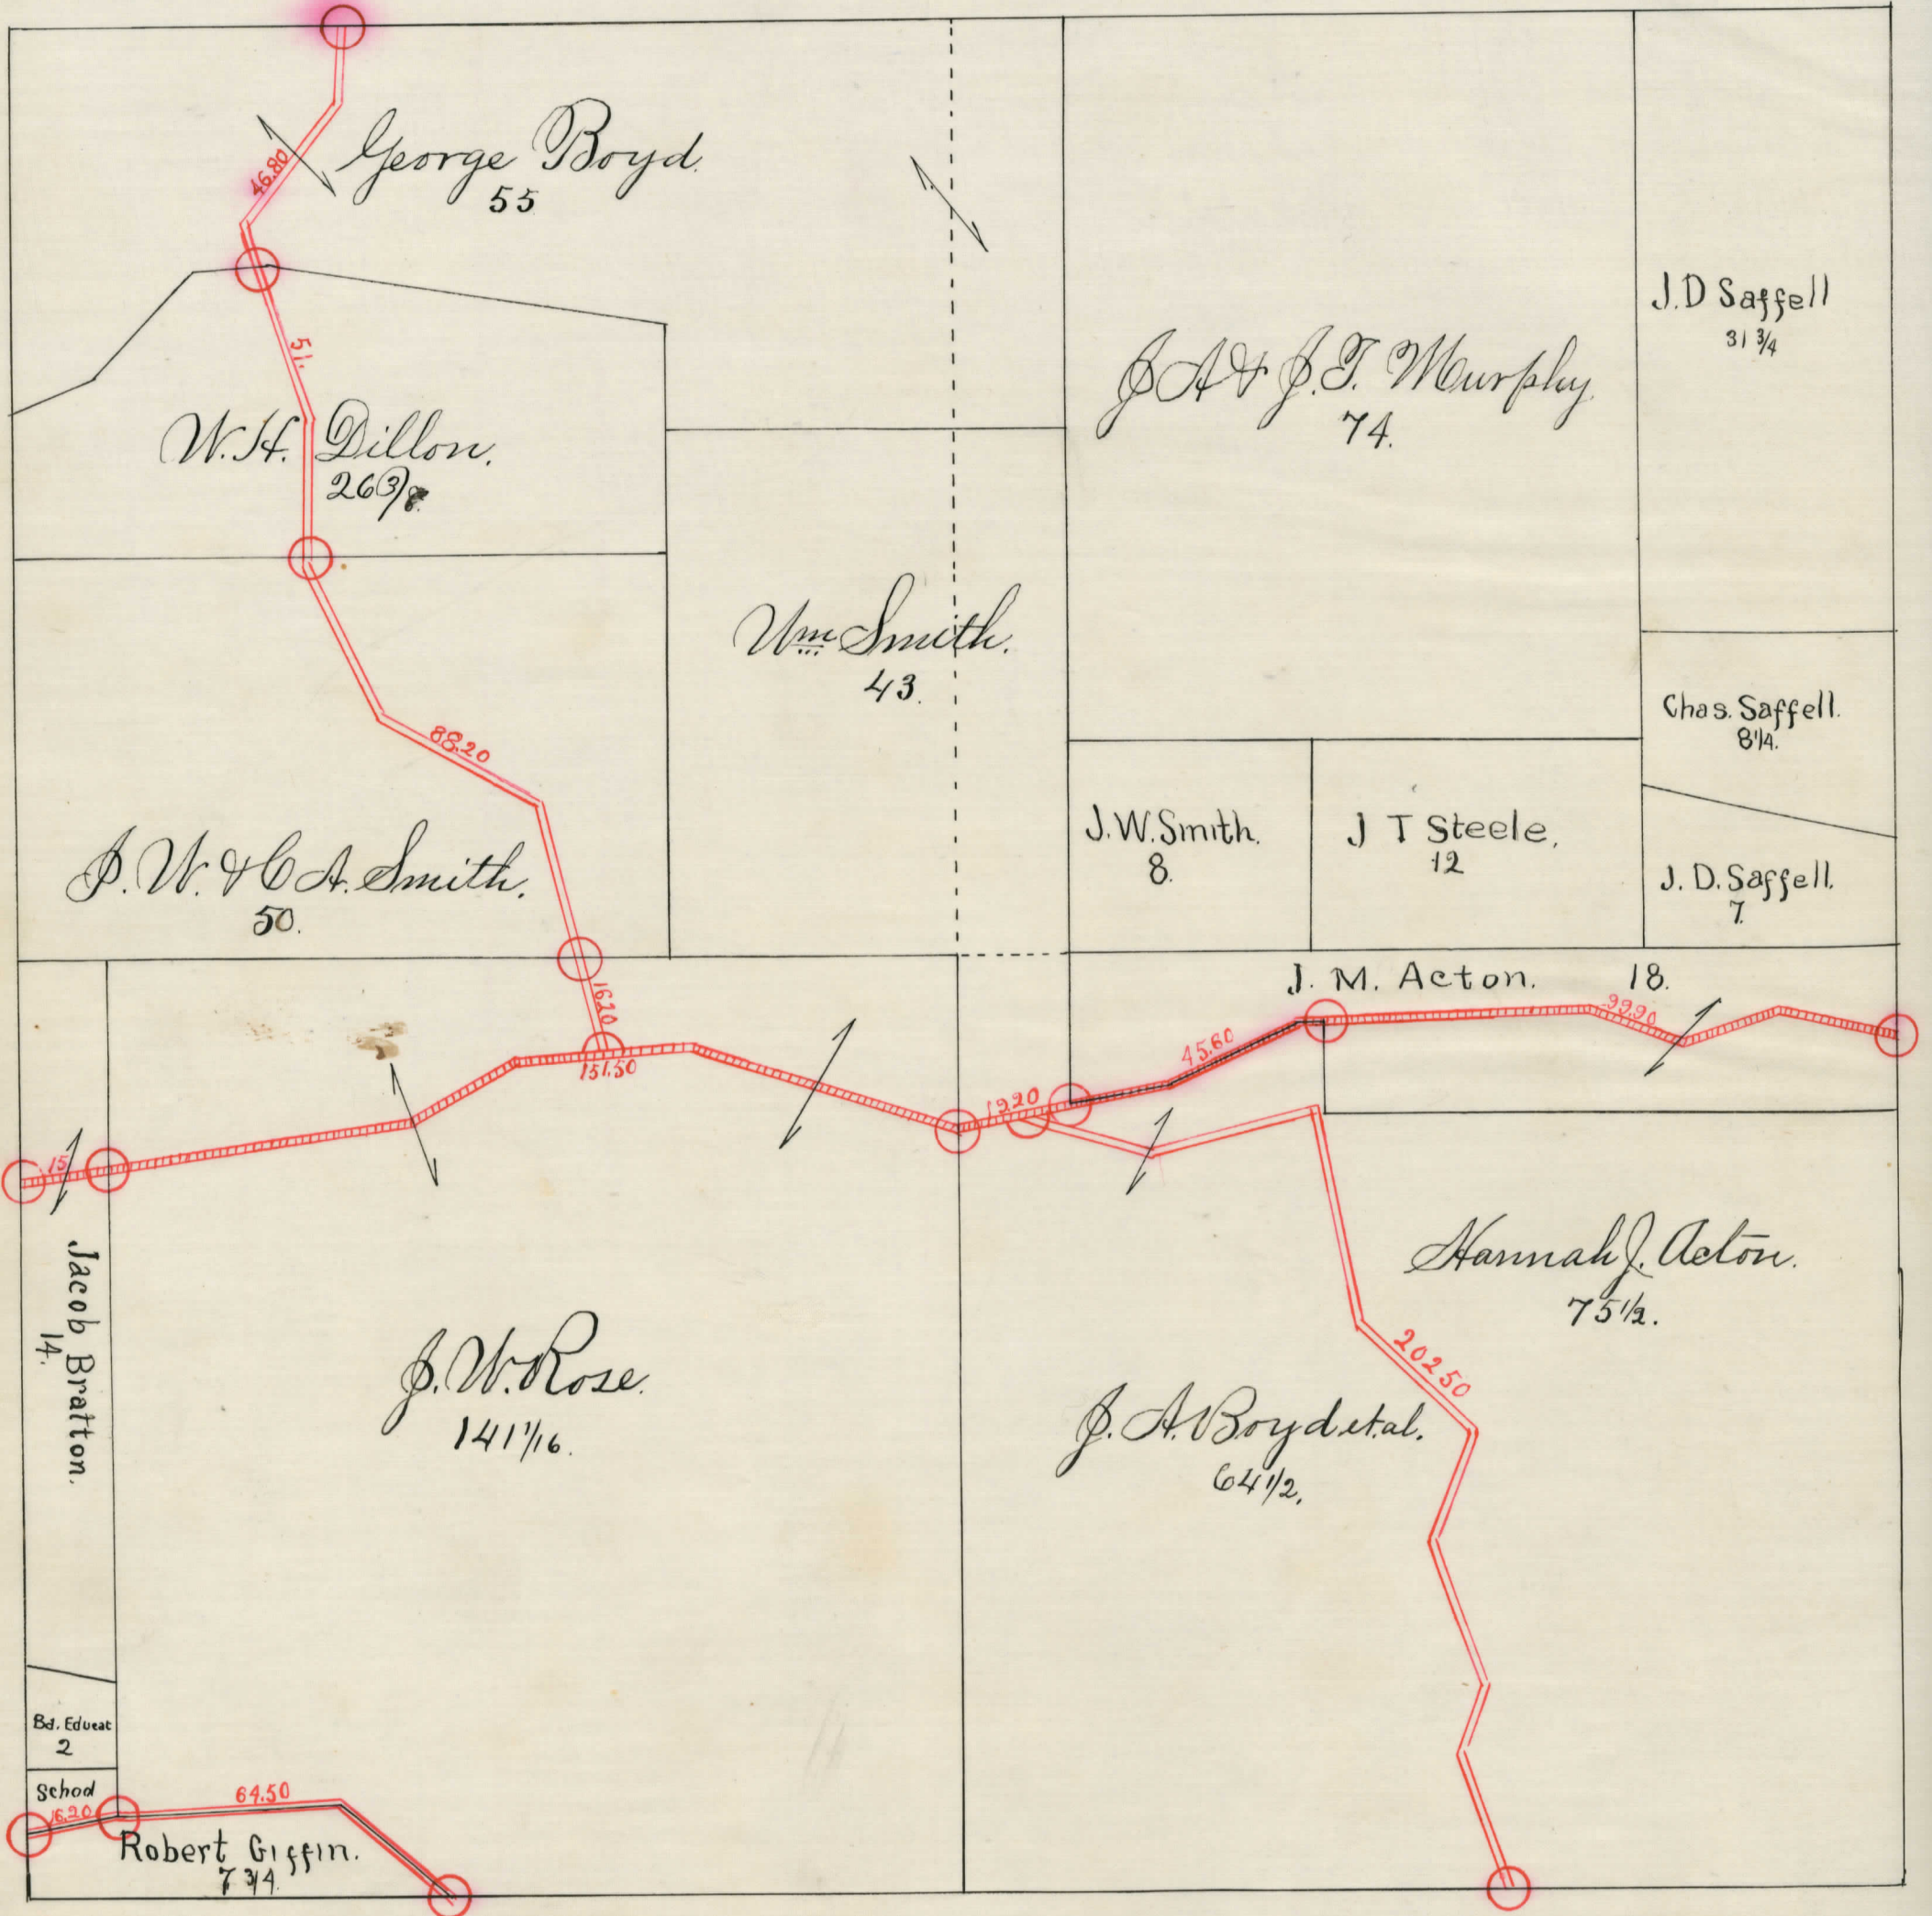 46.80
George Boyd.
55
J.D Saffell
31 3/4
51.
J A & J. T. Murphy.
74.
W. H. Dillon.
26 3/8.
Wm Smith.
43.
Chas. Saffell.
8 1/4.
88.20
J. W. Smith.
8.
J T Steele.
12
J. D. Saffell.
7.
J. W. & C A. Smith.
50.
J. M. Acton. 18.
16.20
99.90
45.60
151.50
19.20
15
Jacob Bratton.
14.
Hannah J. Acton.
75 1/2.
J. W. Rose.
141 1/16.
202.50
J. A. Boyd et. al.
64 1/2.
Bd. Educat
2
School
64.50
16.20
Robert Giffin.
7 3/4.